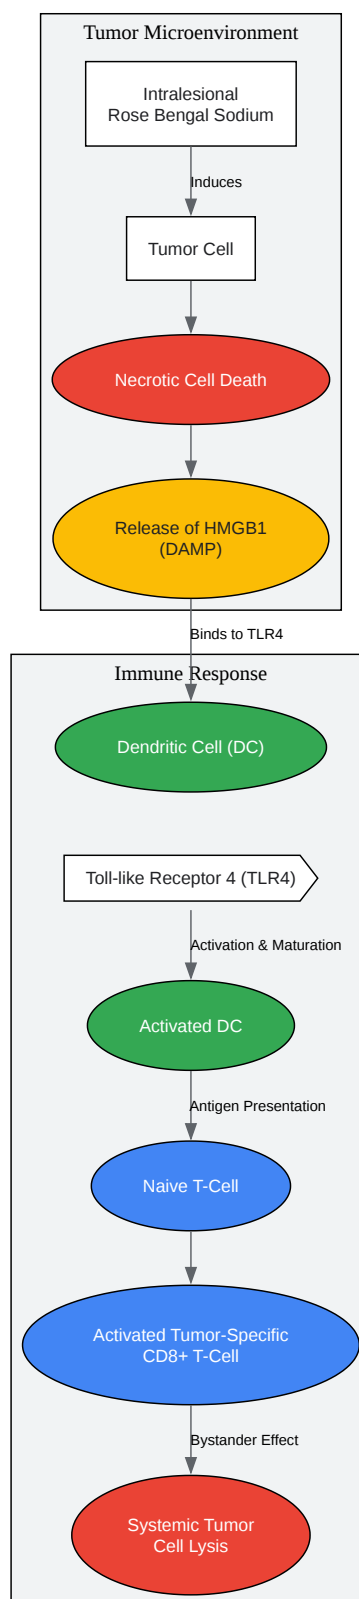 Tumor Microenvironment
Intralesional
Rose Bengal Sodium
Induces
Tumor Cell
Necrotic Cell Death
Release of HMGB1
(DAMP)
Binds to TLR4
Immune Response
Dendritic Cell (DC)
Toll-like Receptor 4 (TLR4)
Activation & Maturation
Activated DC
Antigen Presentation
Naive T-Cell
Activated Tumor-Specific
CD8+ T-Cell
Bystander Effect
Systemic Tumor
Cell Lysis